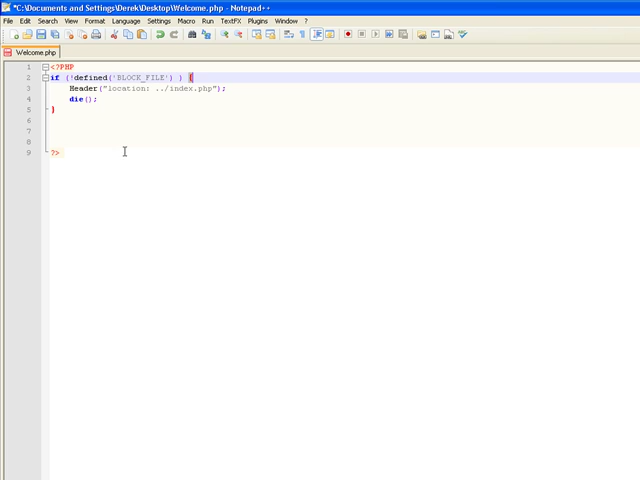 *C:\Documents and Settings\Derek\Desktop\Welcome.php - Notepad++
File Edit Search View Format Language Settings Macro Run TextFX Plugins Window ?
Welcome.php
1 <?PHP
2 if (!defined('BLOCK_FILE') ) {
3 Header("location: ../index.php");
4 die();
5 }
6
7
8
9 ?>